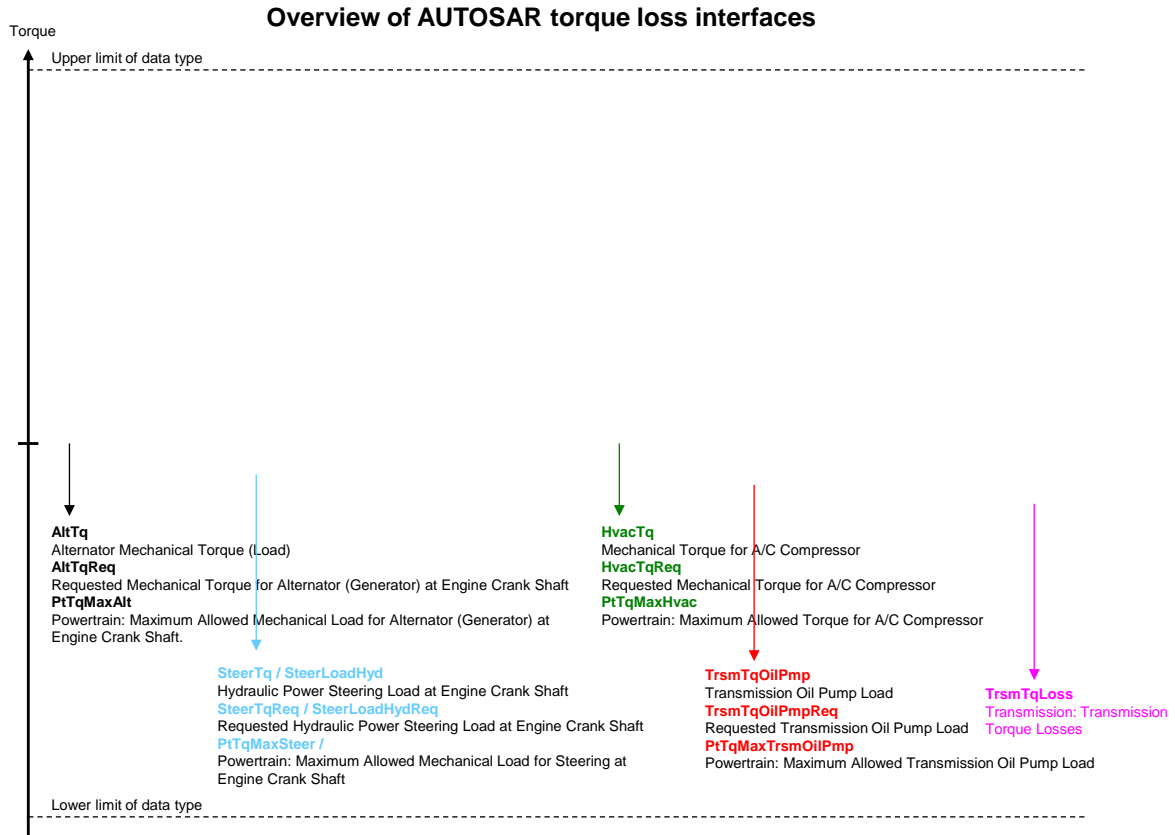 Overview of AUTOSAR torque loss interfaces
Torque
Upper limit of data type
AltTq
Alternator Mechanical Torque (Load)
AltTqReq
Requested Mechanical Torque for Alternator (Generator) at Engine Crank Shaft
PtTqMaxAlt
Powertrain: Maximum Allowed Mechanical Load for Alternator (Generator) at
Engine Crank Shaft.
HvacTq
Mechanical Torque for A/C Compressor
HvacTqReq
Requested Mechanical Torque for A/C Compressor
PtTqMaxHvac
Powertrain: Maximum Allowed Torque for A/C Compressor
SteerTq / SteerLoadHyd
Hydraulic Power Steering Load at Engine Crank Shaft
SteerTqReq / SteerLoadHydReq
Requested Hydraulic Power Steering Load at Engine Crank Shaft
PtTqMaxSteer /
Powertrain: Maximum Allowed Mechanical Load for Steering at
Engine Crank Shaft
TrsmTqOilPmp
Transmission Oil Pump Load
TrsmTqOilPmpReq
Requested Transmission Oil Pump Load
PtTqMaxTrsmOilPmp
Powertrain: Maximum Allowed Transmission Oil Pump Load
TrsmTqLoss
Transmission: Transmission
Torque Losses
Lower limit of data type